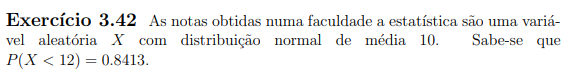 Exercício 3.42 As notas obtidas numa faculdade a estatística são uma variá-
vel aleatória X com distribuição normal de média 10. Sabe-se que
P(X < 12) = 0.8413.